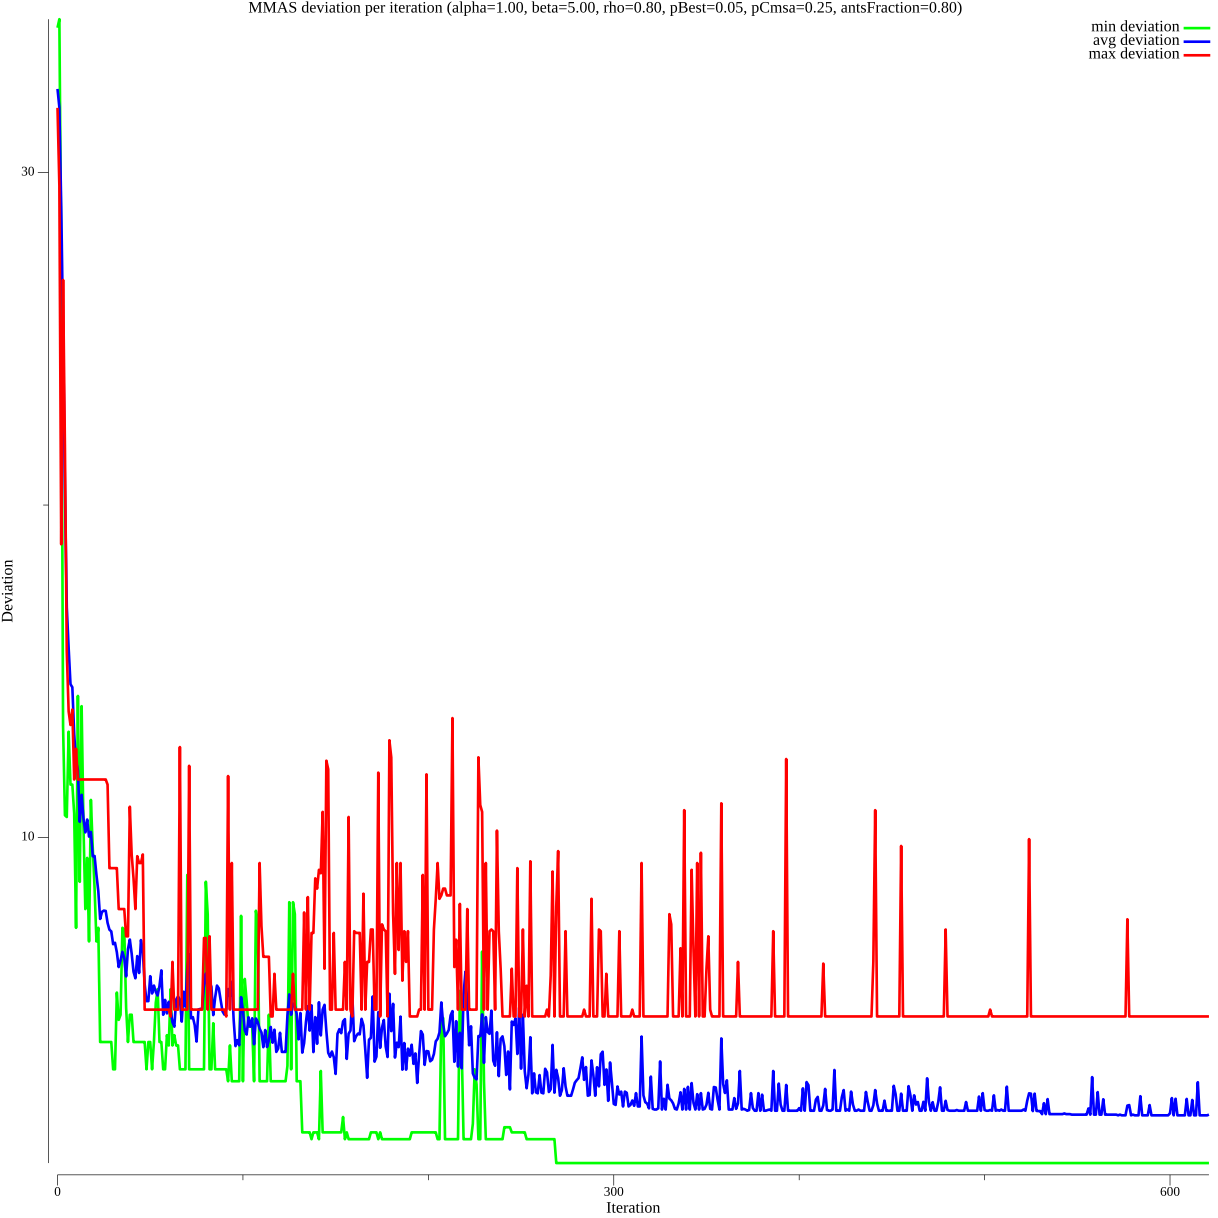 MMAS deviation per iteration (alpha=1.00, beta=5.00, rho=0.80, pBest=0.05, pCmsa=0.25, antsFraction=0.80)
min deviation
avg deviation
max deviation
30
10
Deviation
0
300
600
Iteration